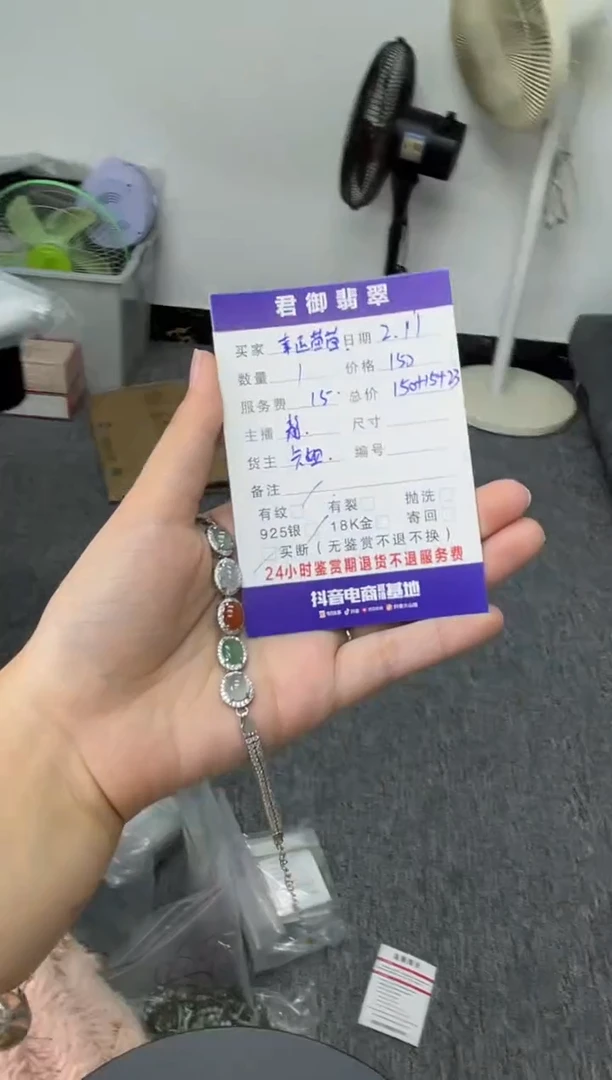 君御翡翠
买家 日期 2.11
数量 1 价格 150
服务费 15. 总价 150+15+23
主播 尺寸
货主 编号
备注
有纹 有裂 抛洗
925银 18K金 寄回
买断（无鉴赏不退不换）
24小时鉴赏期退货不退服务费
抖音电商 基地